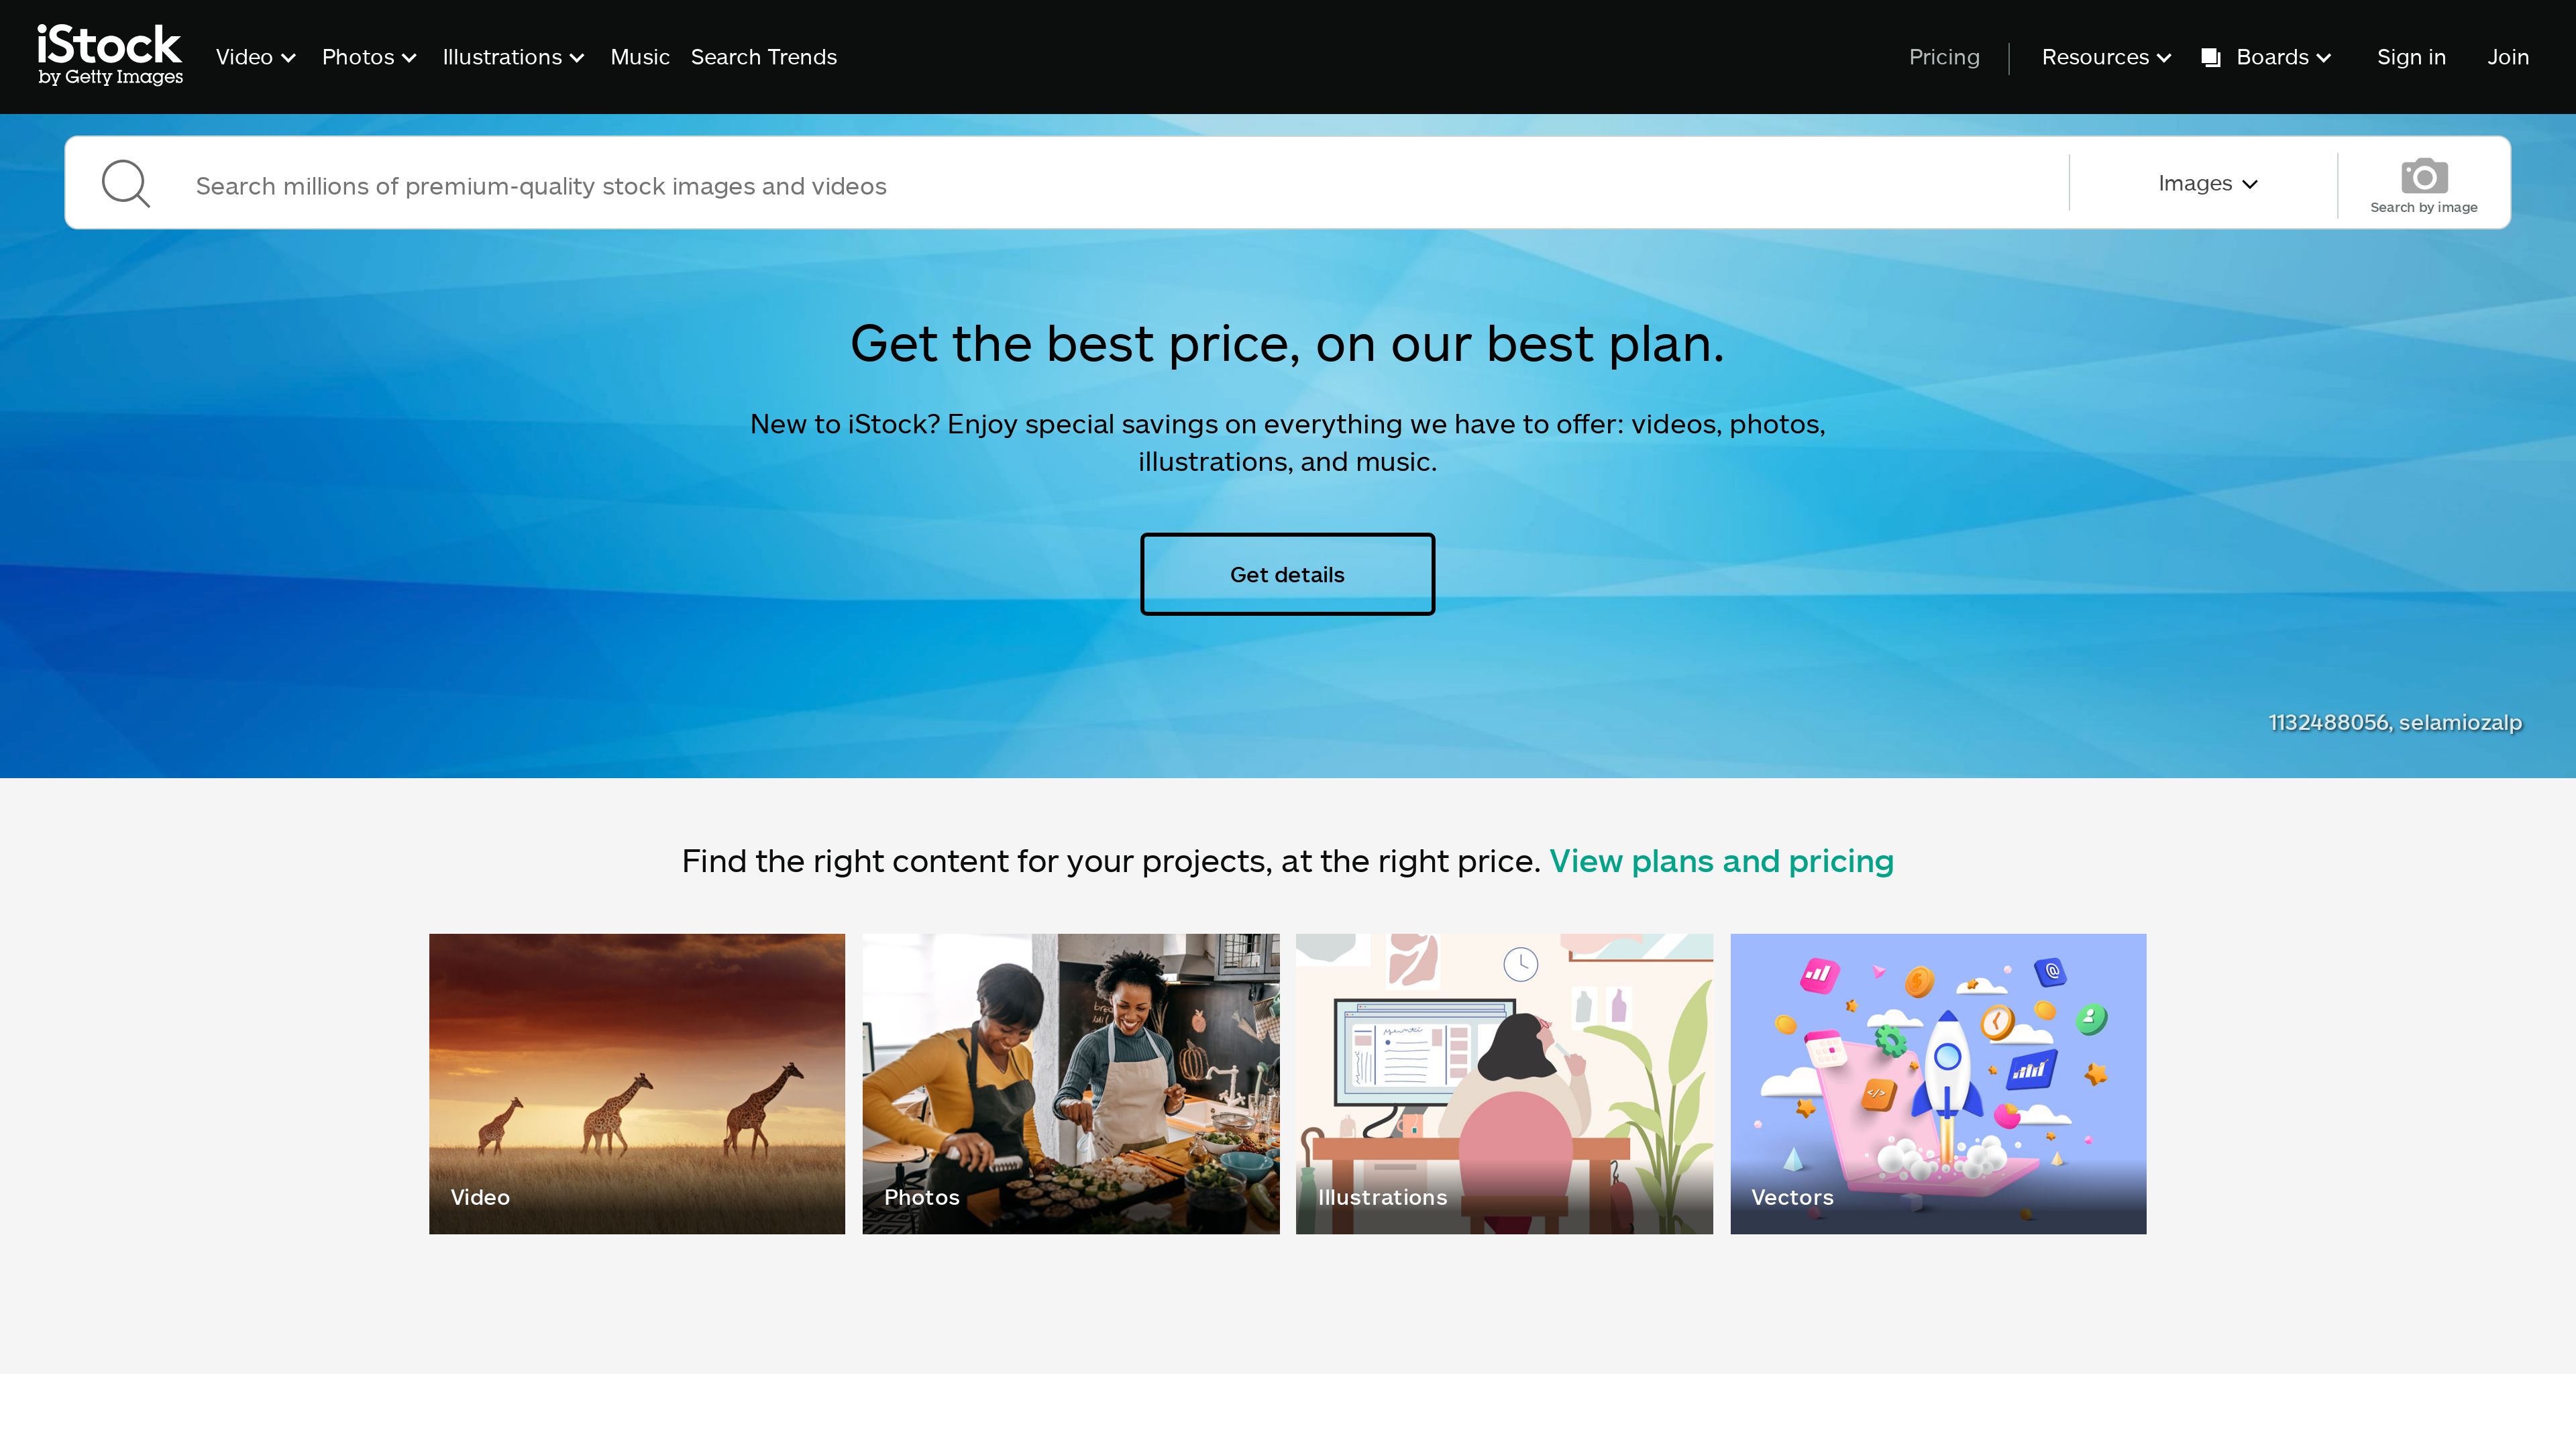 iStock
by Getty Images
Video
Photos
Illustrations
Music
Search Trends
Pricing
Resources
Boards
Sign in
Join
Search millions of premium-quality stock images and videos
Images
Search by image
Get the best price, on our best plan.
New to iStock? Enjoy special savings on everything we have to offer: videos, photos,
illustrations, and music.
Get details
1132488056, selamiozalp
Find the right content for your projects, at the right price. View plans and pricing
Video
Photos
Illustrations
Vectors